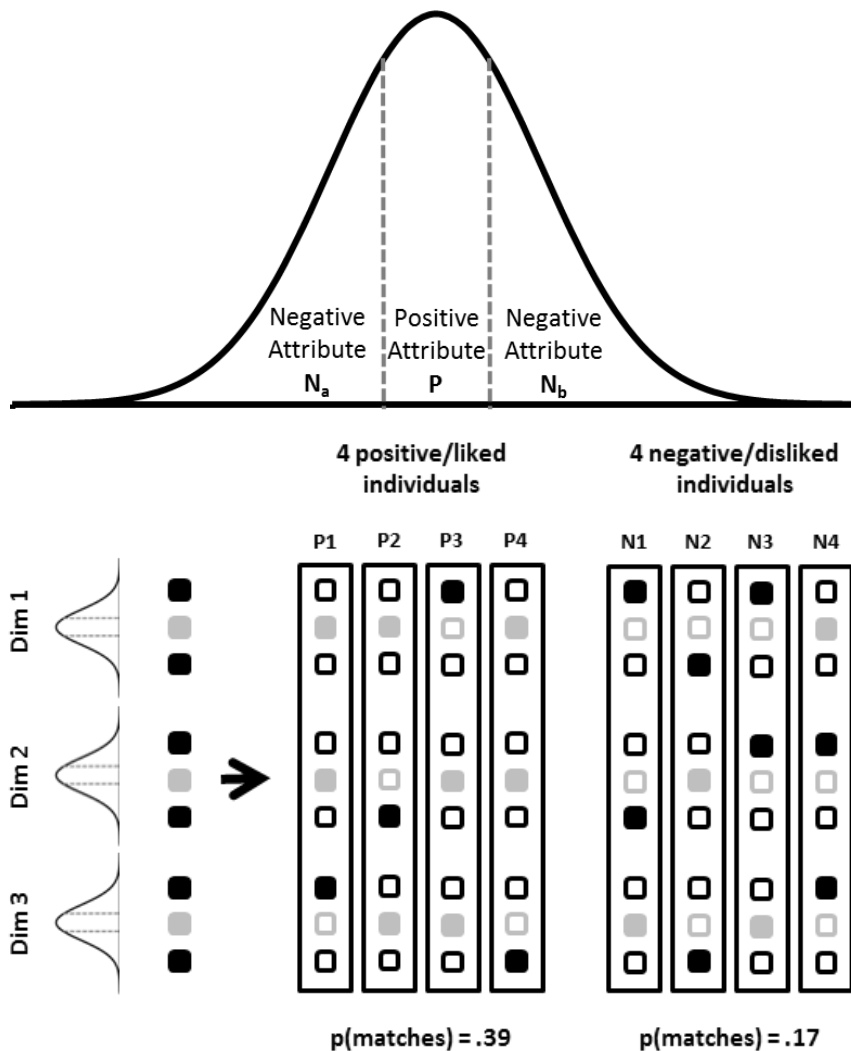 Negative Positive Negative
Attribute Attribute Attribute
Na P Nb
4 positive/liked
individuals
4 negative/disliked
individuals
P1 P2 P3 P4
N1 N2 N3 N4
Dim 1
Dim 2
Dim 3
p(matches) = .39
p(matches) = .17